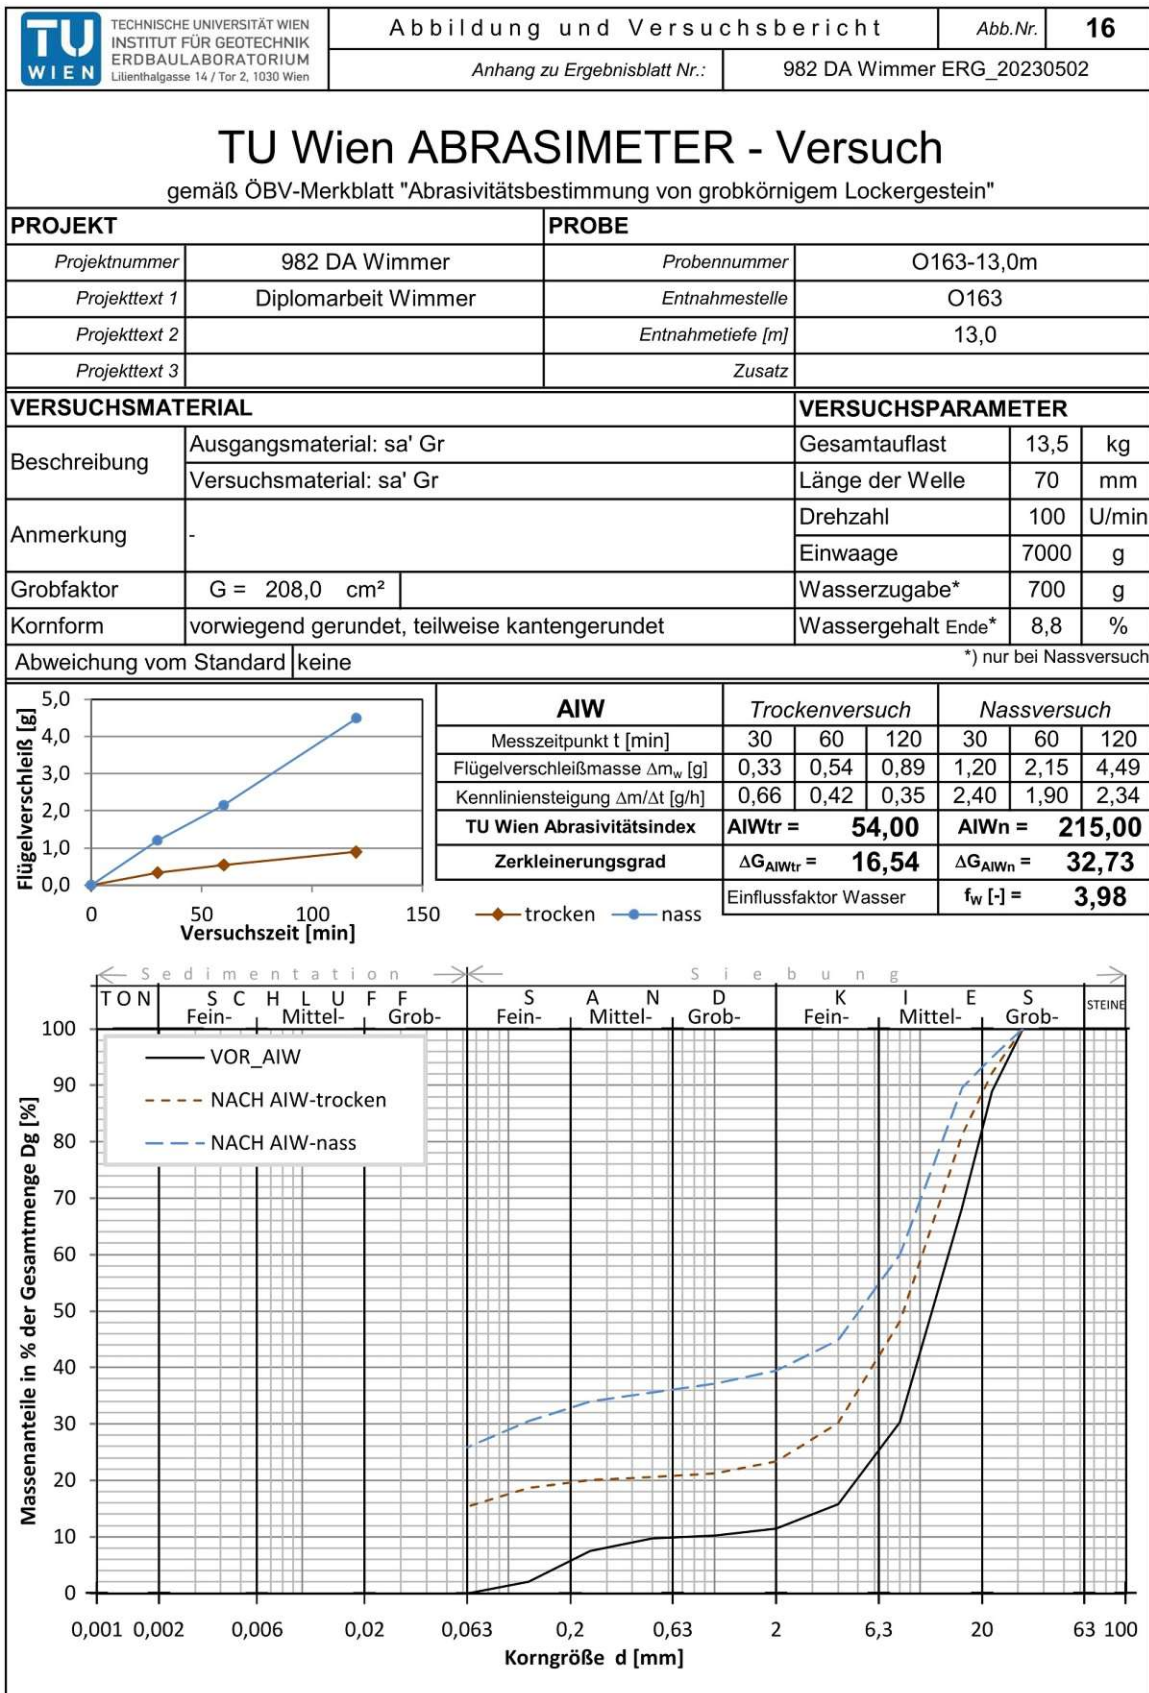 TU WIEN
TECHNISCHE UNIVERSITÄT WIEN
INSTITUT FÜR GEOTECHNIK
ERDBAULABORATORIUM
Lilienthalgasse 14 / Tor 2, 1030 Wien
Abbildung und Versuchsbericht Abb.Nr. 16
Anhang zu Ergebnisblatt Nr.: 982 DA Wimmer ERG_20230502
TU Wien ABRASIMETER - Versuch
gemäß ÖBV-Merkblatt "Abrasivitätsbestimmung von grobkörnigem Lockergestein"
PROJEKT PROBE
Projektnummer 982 DA Wimmer Probennummer O163-13,0m
Projekttext 1 Diplomarbeit Wimmer Entnahmestelle O163
Projekttext 2 Entnahmetiefe [m] 13,0
Projekttext 3 Zusatz
VERSUCHSMATERIAL VERSUCHSPARAMETER
Beschreibung Ausgangsmaterial: sa' Gr Gesamtauflast 13,5 kg
Versuchsmaterial: sa' Gr Länge der Welle 70 mm
Anmerkung - Drehzahl 100 U/min
Einwaage 7000 g
Grobfaktor G = 208,0 cm² Wasserzugabe* 700 g
Kornform vorwiegend gerundet, teilweise kantengerundet Wassergehalt Ende* 8,8 %
Abweichung vom Standard keine *) nur bei Nassversuch
Flügelverschleiß [g]
5,0
4,0
3,0
2,0
1,0
0,0
0 50 100 150
Versuchszeit [min]
trocken nass
AIW Trockenversuch Nassversuch
Messzeitpunkt t [min] 30 60 120 30 60 120
Flügelverschleißmasse Δmw [g] 0,33 0,54 0,89 1,20 2,15 4,49
Kennliniensteigung Δm/Δt [g/h] 0,66 0,42 0,35 2,40 1,90 2,34
TU Wien Abrasivitätsindex AIWtr = 54,00 AIWn = 215,00
Zerkleinerungsgrad ΔGAIWtr = 16,54 ΔGAIWn = 32,73
Einflussfaktor Wasser fw [-] = 3,98
Sedimentation Siebung
TON SCHLUFF SAND KIES STEINE
Fein- Mittel- Grob- Fein- Mittel- Grob- Fein- Mittel- Grob-
VOR_AIW
NACH AIW-trocken
NACH AIW-nass
Massenanteile in % der Gesamtmenge Dg [%]
100
90
80
70
60
50
40
30
20
10
0
0,001 0,002 0,006 0,02 0,063 0,2 0,63 2 6,3 20 63 100
Korngröße d [mm]